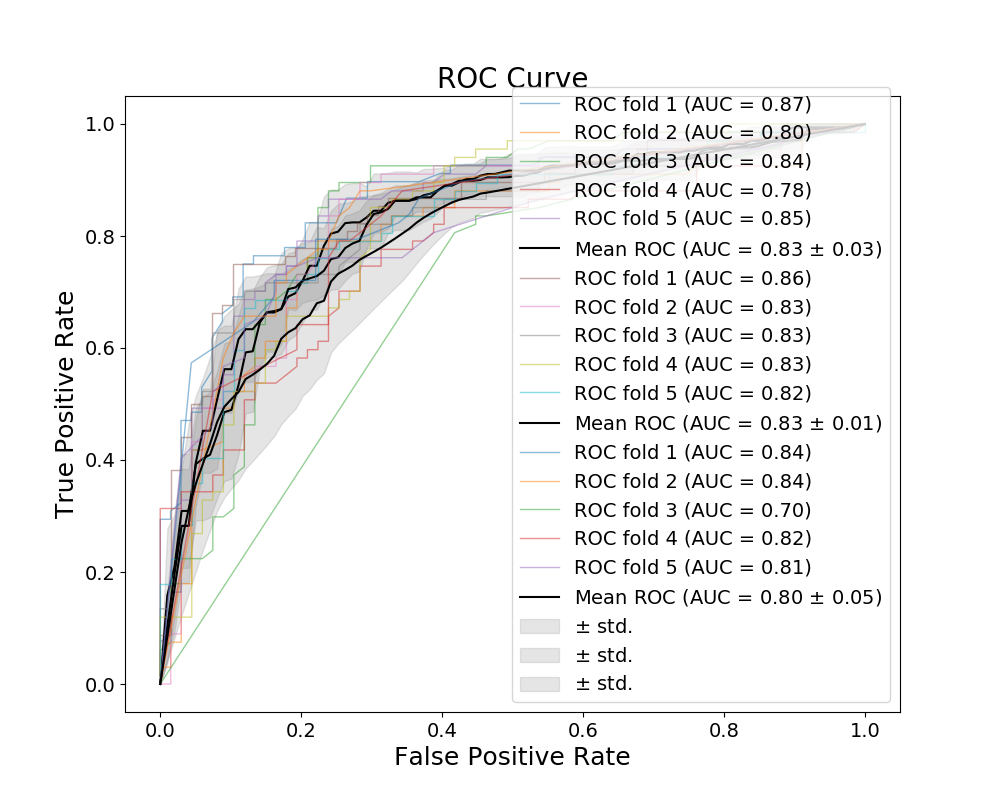 ROC Curve
ROC fold 1 (AUC = 0.87)
ROC fold 2 (AUC = 0.80)
ROC fold 3 (AUC = 0.84)
ROC fold 4 (AUC = 0.78)
ROC fold 5 (AUC = 0.85)
Mean ROC (AUC = 0.83 ± 0.03)
ROC fold 1 (AUC = 0.86)
ROC fold 2 (AUC = 0.83)
ROC fold 3 (AUC = 0.83)
ROC fold 4 (AUC = 0.83)
ROC fold 5 (AUC = 0.82)
Mean ROC (AUC = 0.83 ± 0.01)
ROC fold 1 (AUC = 0.84)
ROC fold 2 (AUC = 0.84)
ROC fold 3 (AUC = 0.70)
ROC fold 4 (AUC = 0.82)
ROC fold 5 (AUC = 0.81)
Mean ROC (AUC = 0.80 ± 0.05)
± std.
± std.
± std.
True Positive Rate
1.0
0.8
0.6
0.4
0.2
0.0
0.0 0.2 0.4 0.6 0.8 1.0
False Positive Rate